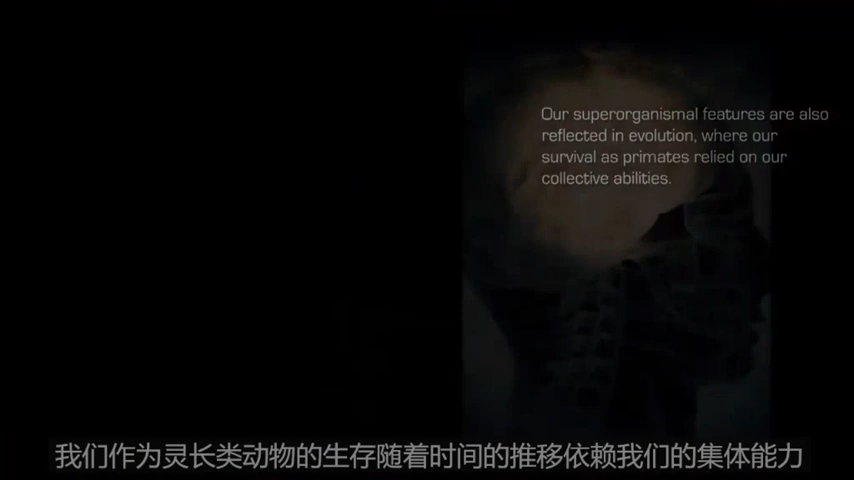 Our superorganismal features are also
reflected in evolution, where our
survival as primates relied on our
collective abilities.
我们作为灵长类动物的生存随着时间的推移依赖我们的集体能力